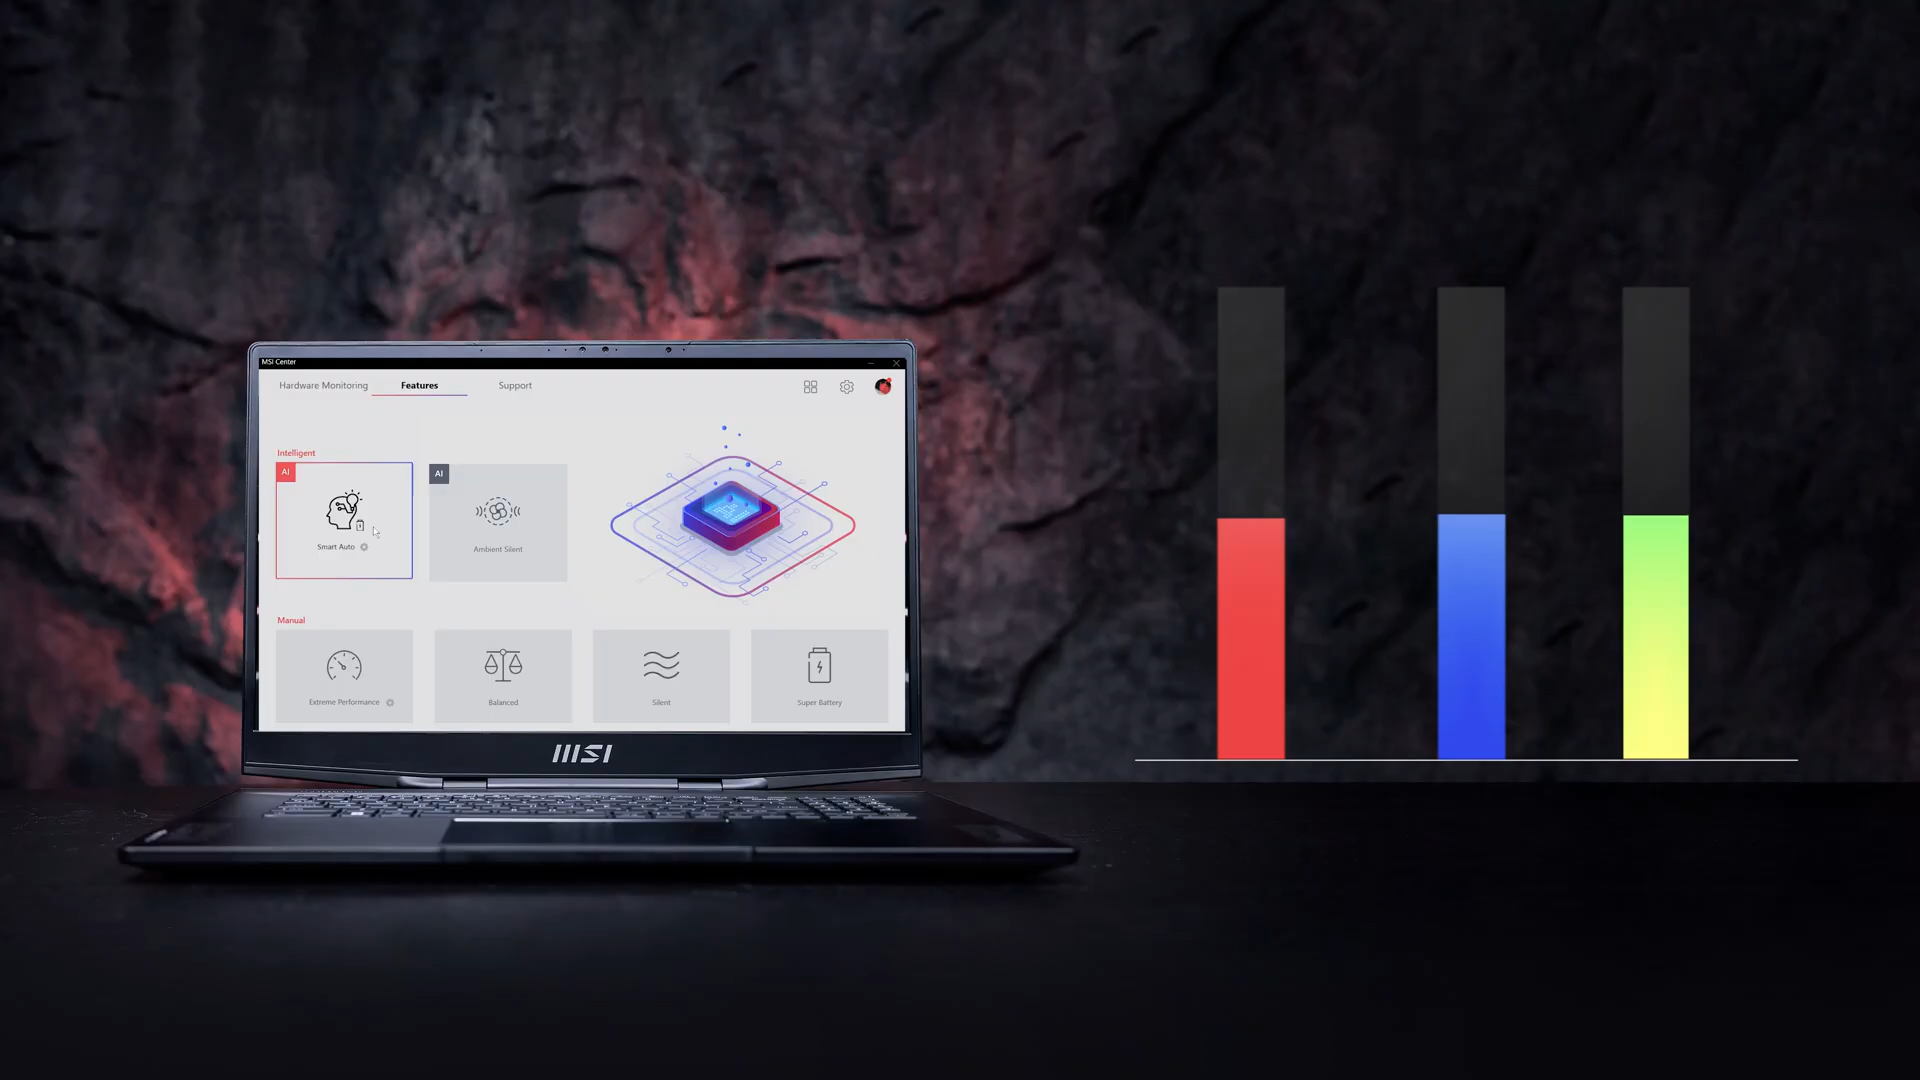 MSI Center
Hardware Monitoring
Features
Support
Intelligent
AI
AI
Smart Auto
Ambient Silent
Manual
Extreme Performance
Balanced
Silent
Super Battery
msi